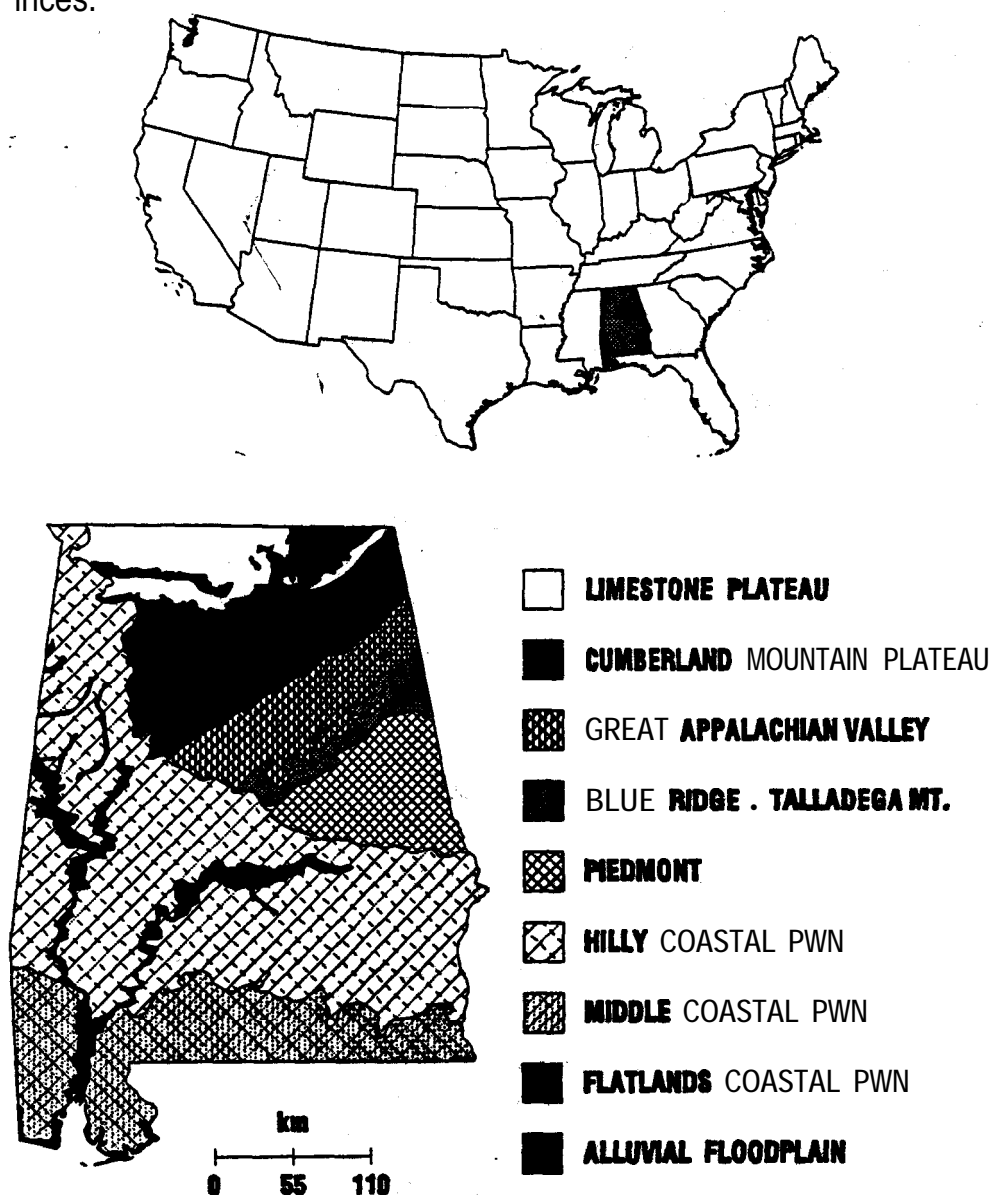 inces.
LIMESTONE PLATEAU
CUMBERLAND MOUNTAIN PLATEAU
GREAT APPALACHIAN VALLEY
BLUE RIDGE . TALLADEGA MT.
PIEDMONT
HILLY COASTAL PWN
MIDDLE COASTAL PWN
FLATLANDS COASTAL PWN
ALLUVIAL FLOODPLAIN
km
0 55 110